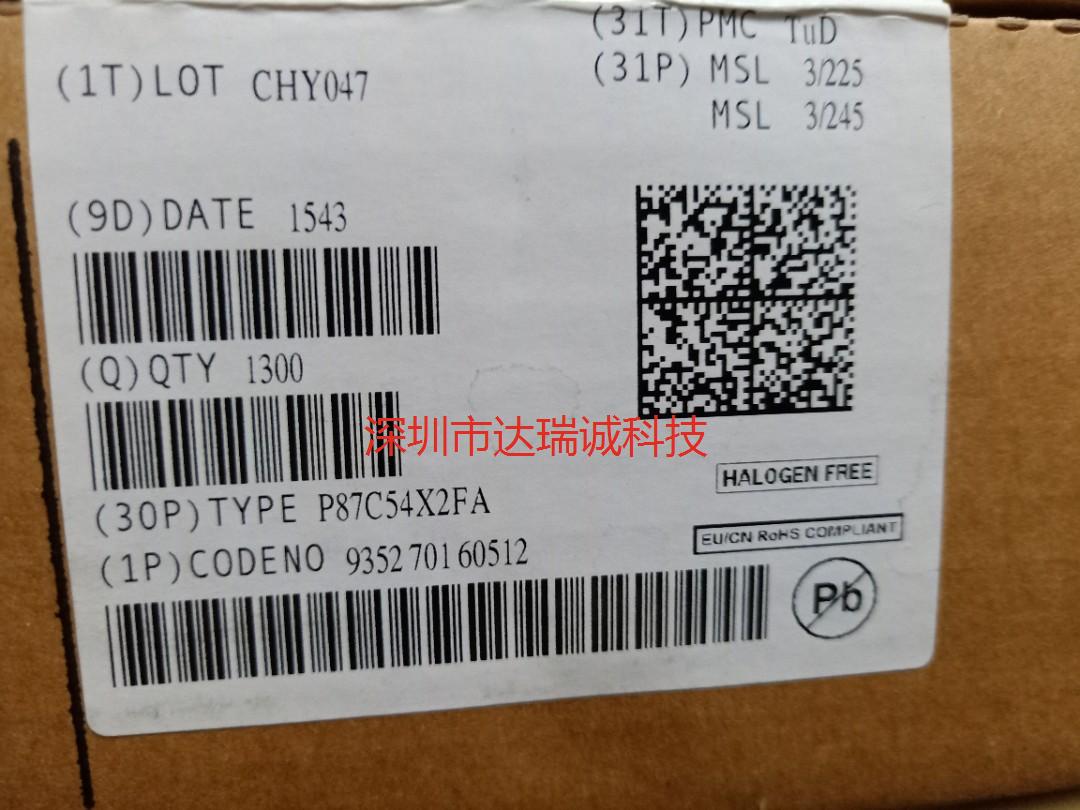 (31T)PMC TuD
(1T)LOT CHY047
(31P) MSL 3/225
MSL 3/245
(9D)DATE 1543
(Q)QTY 1300
深圳市达瑞诚科技
HALOGEN FREE
(30P)TYPE P87C54X2FA
EU/CN RoHS COMPLIANT
(1P)CODENO 9352 701 60512
Pb